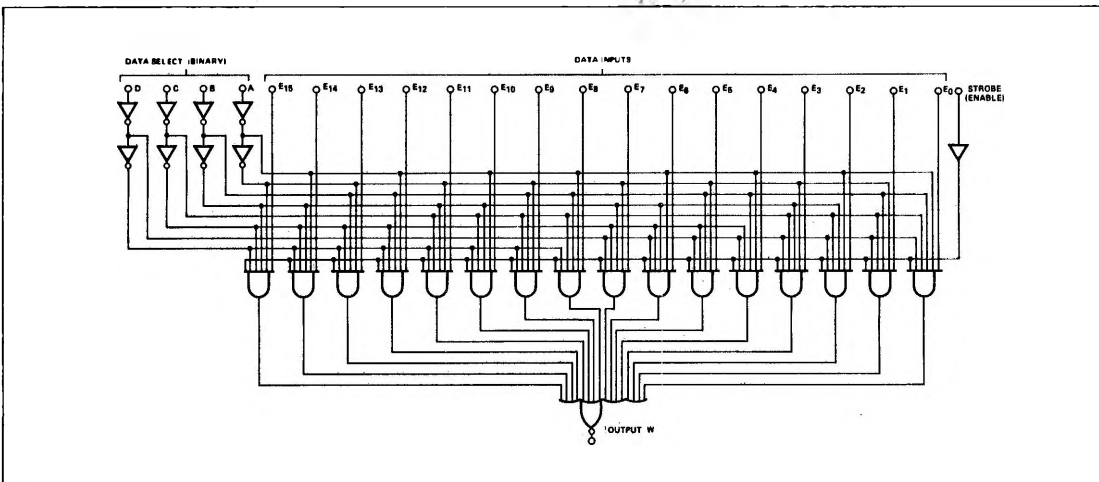 DATA SELECT (BINARY)
DATA INPUTS
D C B A E15 E14 E13 E12 E11 E10 E9 E8 E7 E6 E5 E4 E3 E2 E1 E0 STROBE
(ENABLE)
OUTPUT W